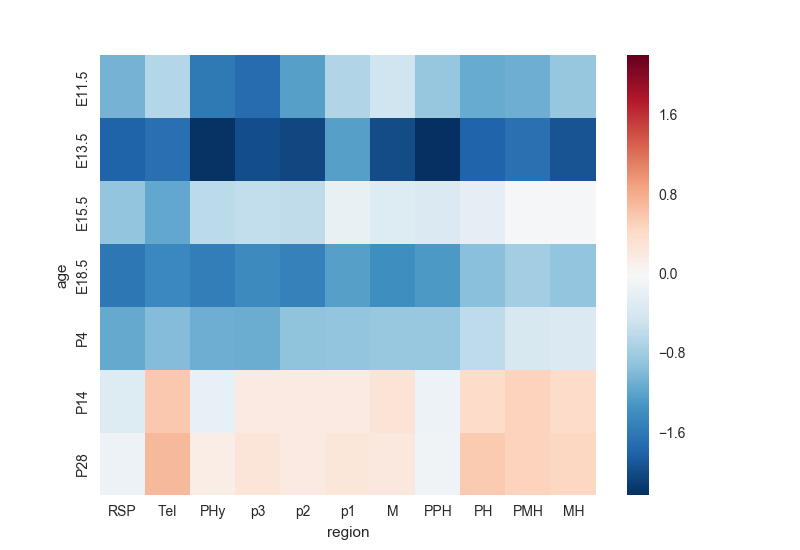 E11.5
E13.5
E15.5
E18.5
P4
P14
P28
age
RSP Tel PHy p3 p2 p1 M PPH PH PMH MH
region
1.6
0.8
0.0
−0.8
−1.6